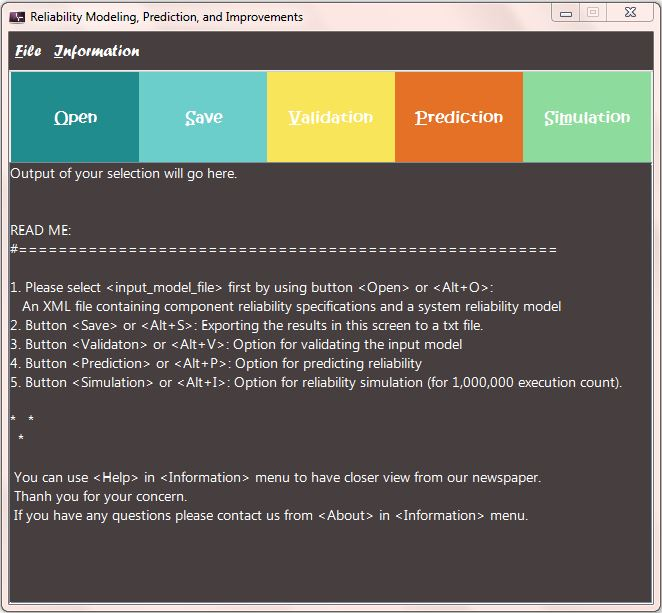 Reliability Modeling, Prediction, and Improvements
File Information
Open Save Validation Prediction Simulation
Output of your selection will go here.
READ ME:
#======================================================
1. Please select <input_model_file> first by using button <Open> or <Alt+O>:
An XML file containing component reliability specifications and a system reliability model
2. Button <Save> or <Alt+S>: Exporting the results in this screen to a txt file.
3. Button <Validaton> or <Alt+V>: Option for validating the input model
4. Button <Prediction> or <Alt+P>: Option for predicting reliability
5. Button <Simulation> or <Alt+I>: Option for reliability simulation (for 1,000,000 execution count).
* *
*
You can use <Help> in <Information> menu to have closer view from our newspaper.
Thanh you for your concern.
If you have any questions please contact us from <About> in <Information> menu.